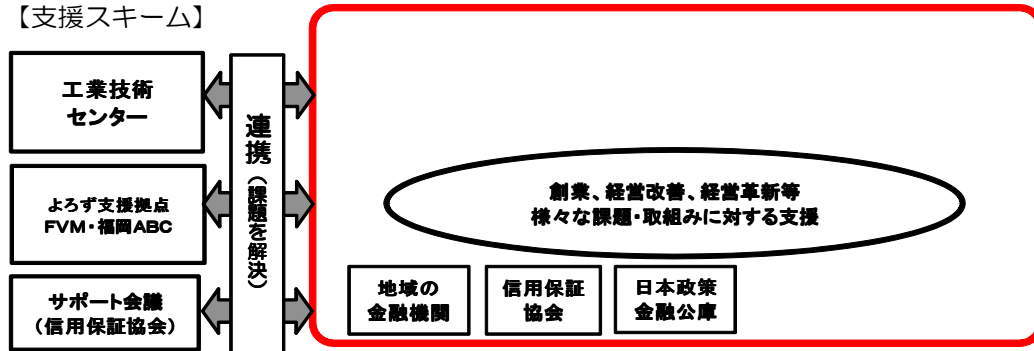 【支援スキーム】
工業技術
センター
よろず支援拠点
FVM・福岡ABC
サポート会議
(信用保証協会)
連携(課題を解決)
創業、経営改善、経営革新等
様々な課題・取組みに対する支援
地域の
金融機関
信用保証
協会
日本政策
金融公庫